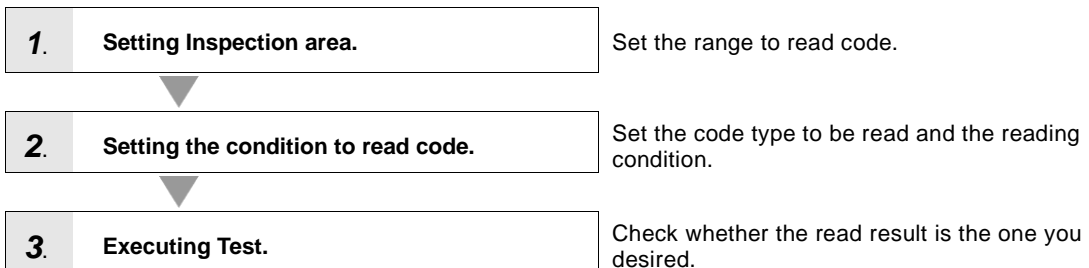 1. Setting Inspection area.
Set the range to read code.
2. Setting the condition to read code.
Set the code type to be read and the reading
condition.
3. Executing Test.
Check whether the read result is the one you
desired.